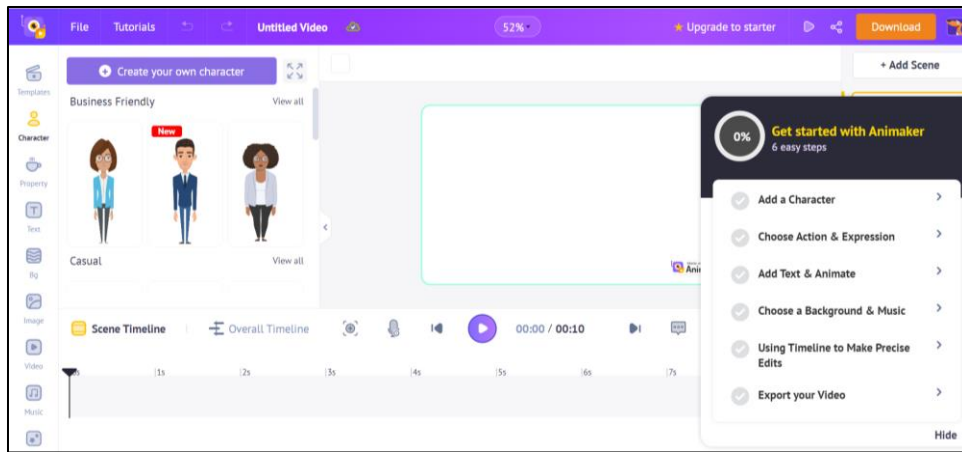 File Tutorials Untitled Video 52% Upgrade to starter Download
Templates
Character
Property
Text
Bg
Image
Video
Music
Create your own character
Business Friendly View all
New
Casual View all
+ Add Scene
0%
Get started with Animaker
6 easy steps
Add a Character
Choose Action & Expression
Add Text & Animate
Choose a Background & Music
Using Timeline to Make Precise
Edits
Export your Video
Hide
Scene Timeline Overall Timeline 00:00 / 00:10
1s 2s 3s 4s 5s 6s 7s